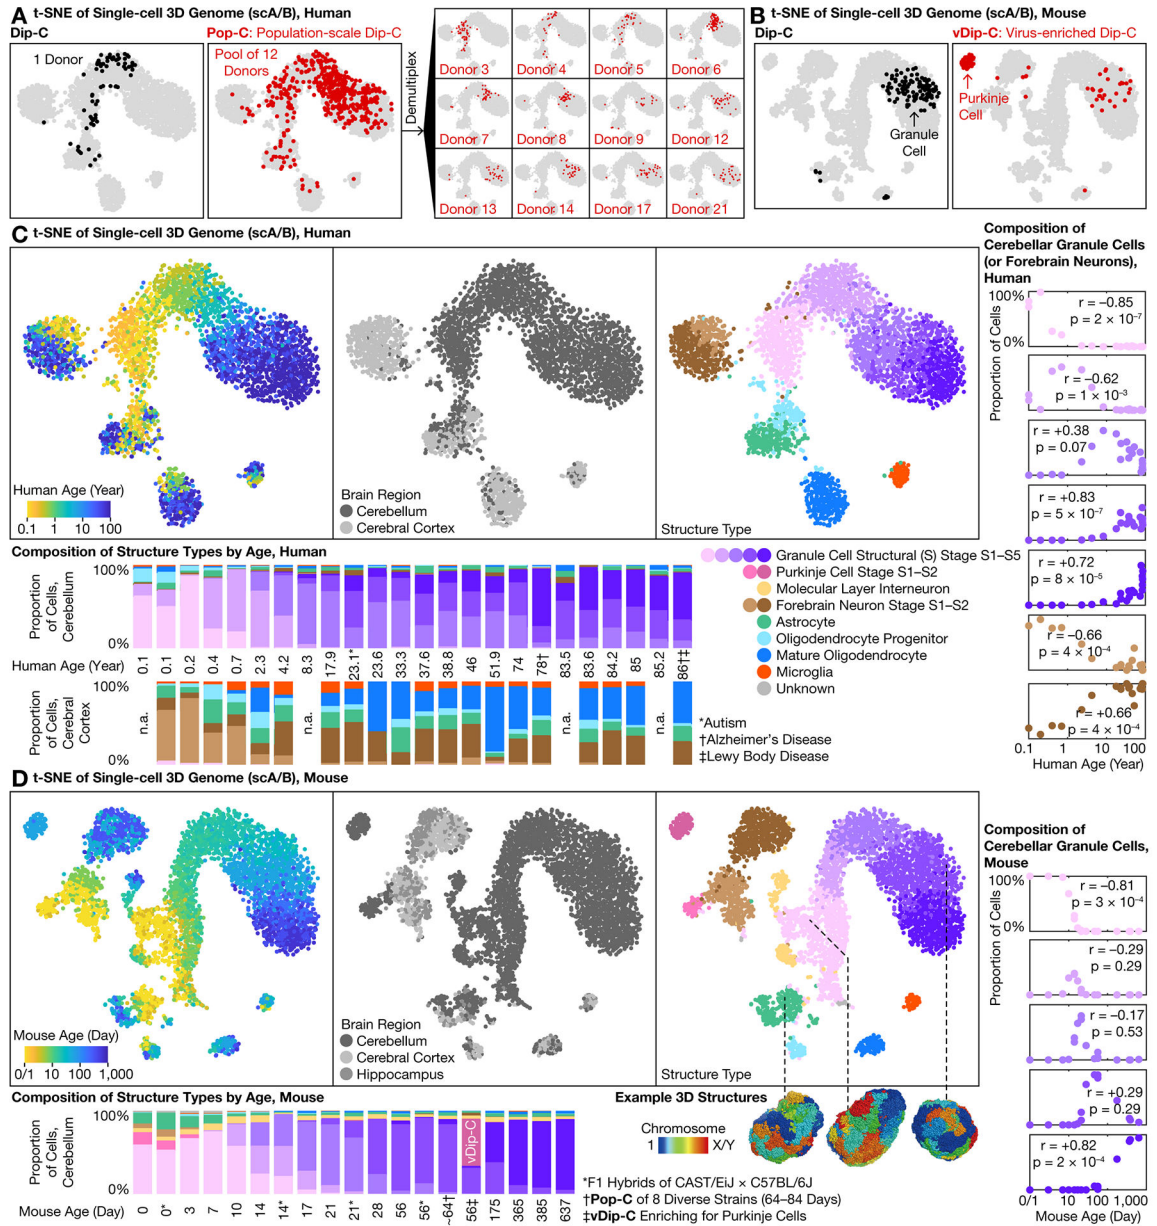 A t-SNE of Single-cell 3D Genome (scA/B), Human
Dip-C
1 Donor
Pop-C: Population-scale Dip-C
Pool of 12
Donors
Demultiplex
Donor 3 Donor 4 Donor 5 Donor 6
Donor 7 Donor 8 Donor 9 Donor 12
Donor 13 Donor 14 Donor 17 Donor 21
B t-SNE of Single-cell 3D Genome (scA/B), Mouse
Dip-C
Granule
Cell
vDip-C: Virus-enriched Dip-C
Purkinje
Cell
C t-SNE of Single-cell 3D Genome (scA/B), Human
Human Age (Year)
0.1 1 10 100
Brain Region
Cerebellum
Cerebral Cortex
Structure Type
Composition of
Cerebellar Granule Cells
(or Forebrain Neurons),
Human
Proportion of Cells
100%
0%
r = −0.85
p = 2 × 10⁻⁷
r = −0.62
p = 1 × 10⁻³
r = +0.38
p = 0.07
r = +0.83
p = 5 × 10⁻⁷
r = +0.72
p = 8 × 10⁻⁵
r = −0.66
p = 4 × 10⁻⁴
r = +0.66
p = 4 × 10⁻⁴
0.1 1 10 100
Human Age (Year)
Composition of Structure Types by Age, Human
Proportion
of Cells,
Cerebellum
100%
0%
Human Age (Year)
0.1 0.1 0.2 0.4 0.7 2.3 4.2 8.3 17.9 23.1* 23.6 33.3 37.6 38.8 46 51.9 74 78† 83.5 83.6 84.2 85 85.2 86†‡
Proportion
of Cells,
Cerebral
Cortex
100%
0%
n.a. n.a. n.a. n.a.
Granule Cell Structural (S) Stage S1–S5
Purkinje Cell Stage S1–S2
Molecular Layer Interneuron
Forebrain Neuron Stage S1–S2
Astrocyte
Oligodendrocyte Progenitor
Mature Oligodendrocyte
Microglia
Unknown
*Autism
†Alzheimer's Disease
‡Lewy Body Disease
D t-SNE of Single-cell 3D Genome (scA/B), Mouse
Mouse Age (Day)
0/1 10 100 1,000
Brain Region
Cerebellum
Cerebral Cortex
Hippocampus
Structure Type
Composition of
Cerebellar Granule Cells,
Mouse
Proportion of Cells
100%
0%
r = −0.81
p = 3 × 10⁻⁴
r = −0.29
p = 0.29
r = −0.17
p = 0.53
r = +0.29
p = 0.29
r = +0.82
p = 2 × 10⁻⁴
0/1 10 100 1,000
Mouse Age (Day)
Composition of Structure Types by Age, Mouse
Proportion
of Cells,
Cerebellum
100%
0%
vDip-C
Mouse Age (Day)
0 0* 3 7 10 14 14* 17 21 21* 28 56 56* ~64† 56‡ 175 365 385 637
Example 3D Structures
Chromosome
1 X/Y
*F1 Hybrids of CAST/EiJ × C57BL/6J
†Pop-C of 8 Diverse Strains (64–84 Days)
‡vDip-C Enriching for Purkinje Cells